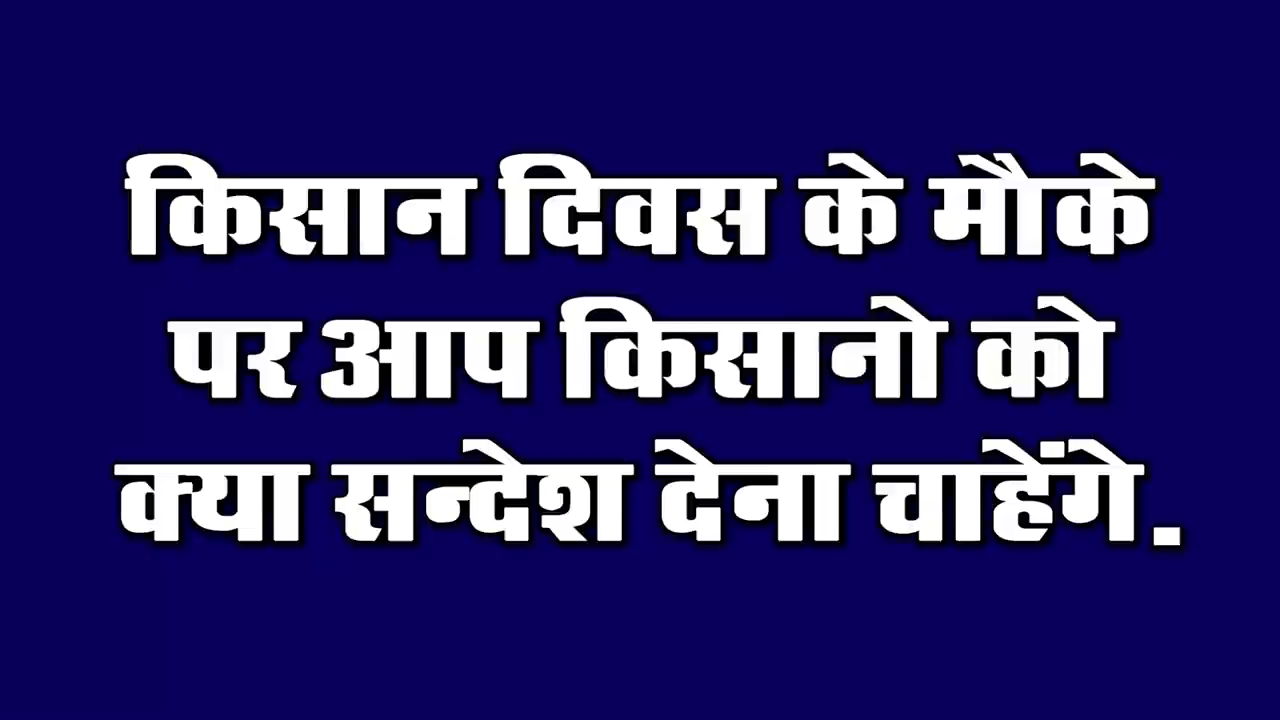 किसान दिवस के मौके
पर आप किसानो को
क्या सन्देश देना चाहेंगे.